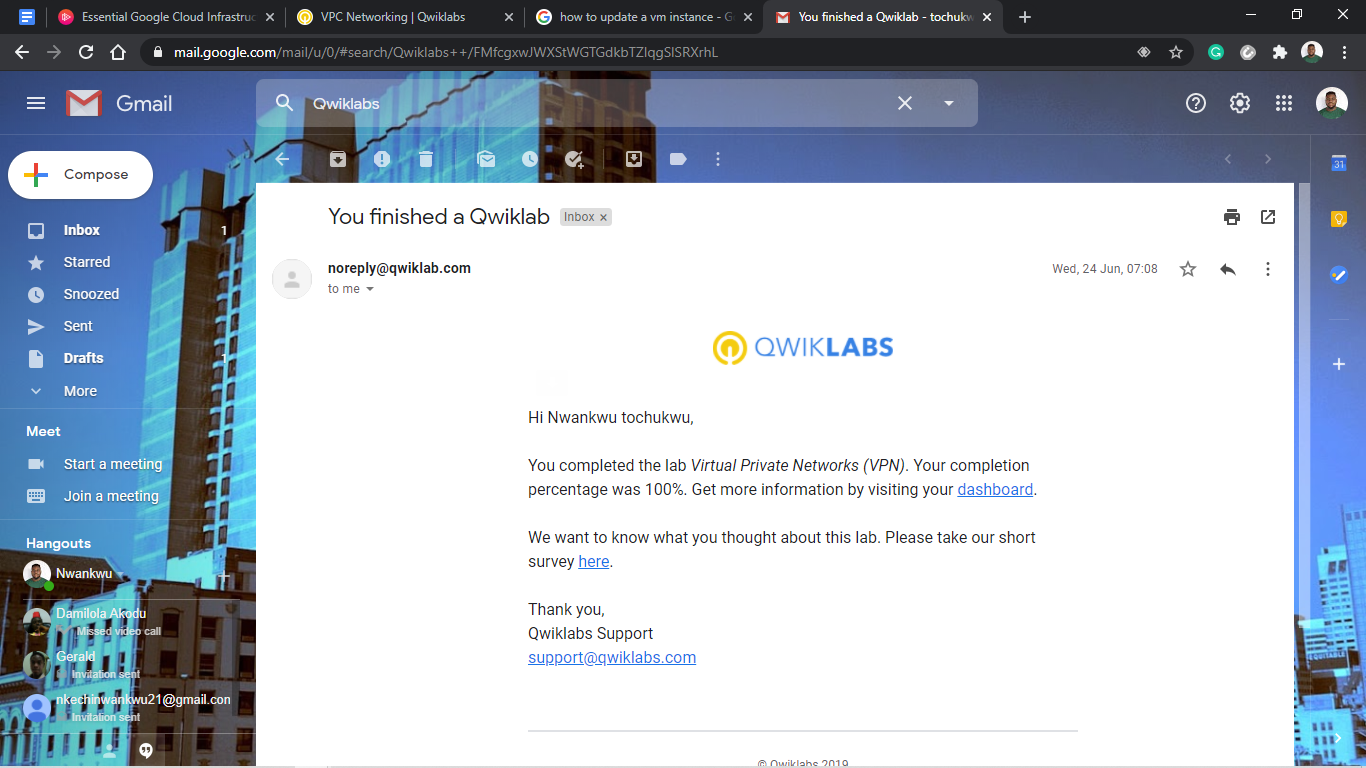 Essential Google Cloud Infrastruc
VPC Networking | Qwiklabs
how to update a vm instance - G
You finished a Qwiklab - tochukw
mail.google.com/mail/u/0/#search/Qwiklabs++/FMfcgxwJWXStWGTGdkbTZlqgSlSRXrhL
Gmail
Qwiklabs
Compose
Inbox 1
Starred
Snoozed
Sent
Drafts 1
More
Meet
Start a meeting
Join a meeting
Hangouts
Nwankwu
Damilola Akodu
Missed video call
Gerald
Invitation sent
nkechinwankwu21@gmail.con
Invitation sent
31
You finished a Qwiklab Inbox x
noreply@qwiklab.com
Wed, 24 Jun, 07:08
to me
QWIKLABS
Hi Nwankwu tochukwu,
You completed the lab Virtual Private Networks (VPN). Your completion
percentage was 100%. Get more information by visiting your dashboard.
We want to know what you thought about this lab. Please take our short
survey here.
Thank you,
Qwiklabs Support
support@qwiklabs.com
© Qwiklabs 2019